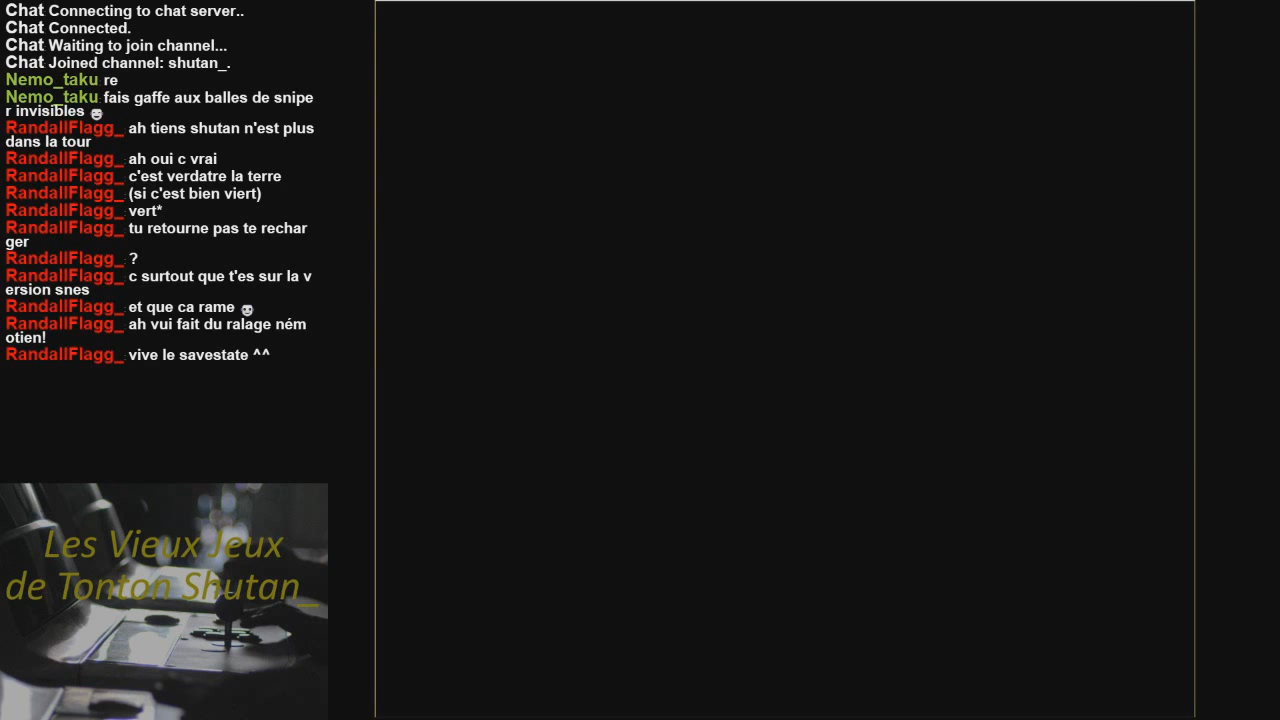 Chat Connecting to chat server..
Chat Connected.
Chat Waiting to join channel...
Chat Joined channel: shutan_.
Nemo_taku: re
Nemo_taku: fais gaffe aux balles de snipe
r invisibles
RandallFlagg_: ah tiens shutan n'est plus
dans la tour
RandallFlagg_: ah oui c vrai
RandallFlagg_: c'est verdatre la terre
RandallFlagg_: (si c'est bien viert)
RandallFlagg_: vert*
RandallFlagg_: tu retourne pas te rechar
ger
RandallFlagg_: ?
RandallFlagg_: c surtout que t'es sur la v
ersion snes
RandallFlagg_: et que ca rame
RandallFlagg_: ah vui fait du ralage ném
otien!
RandallFlagg_: vive le savestate ^^
Les Vieux Jeux
de Tonton Shutan_